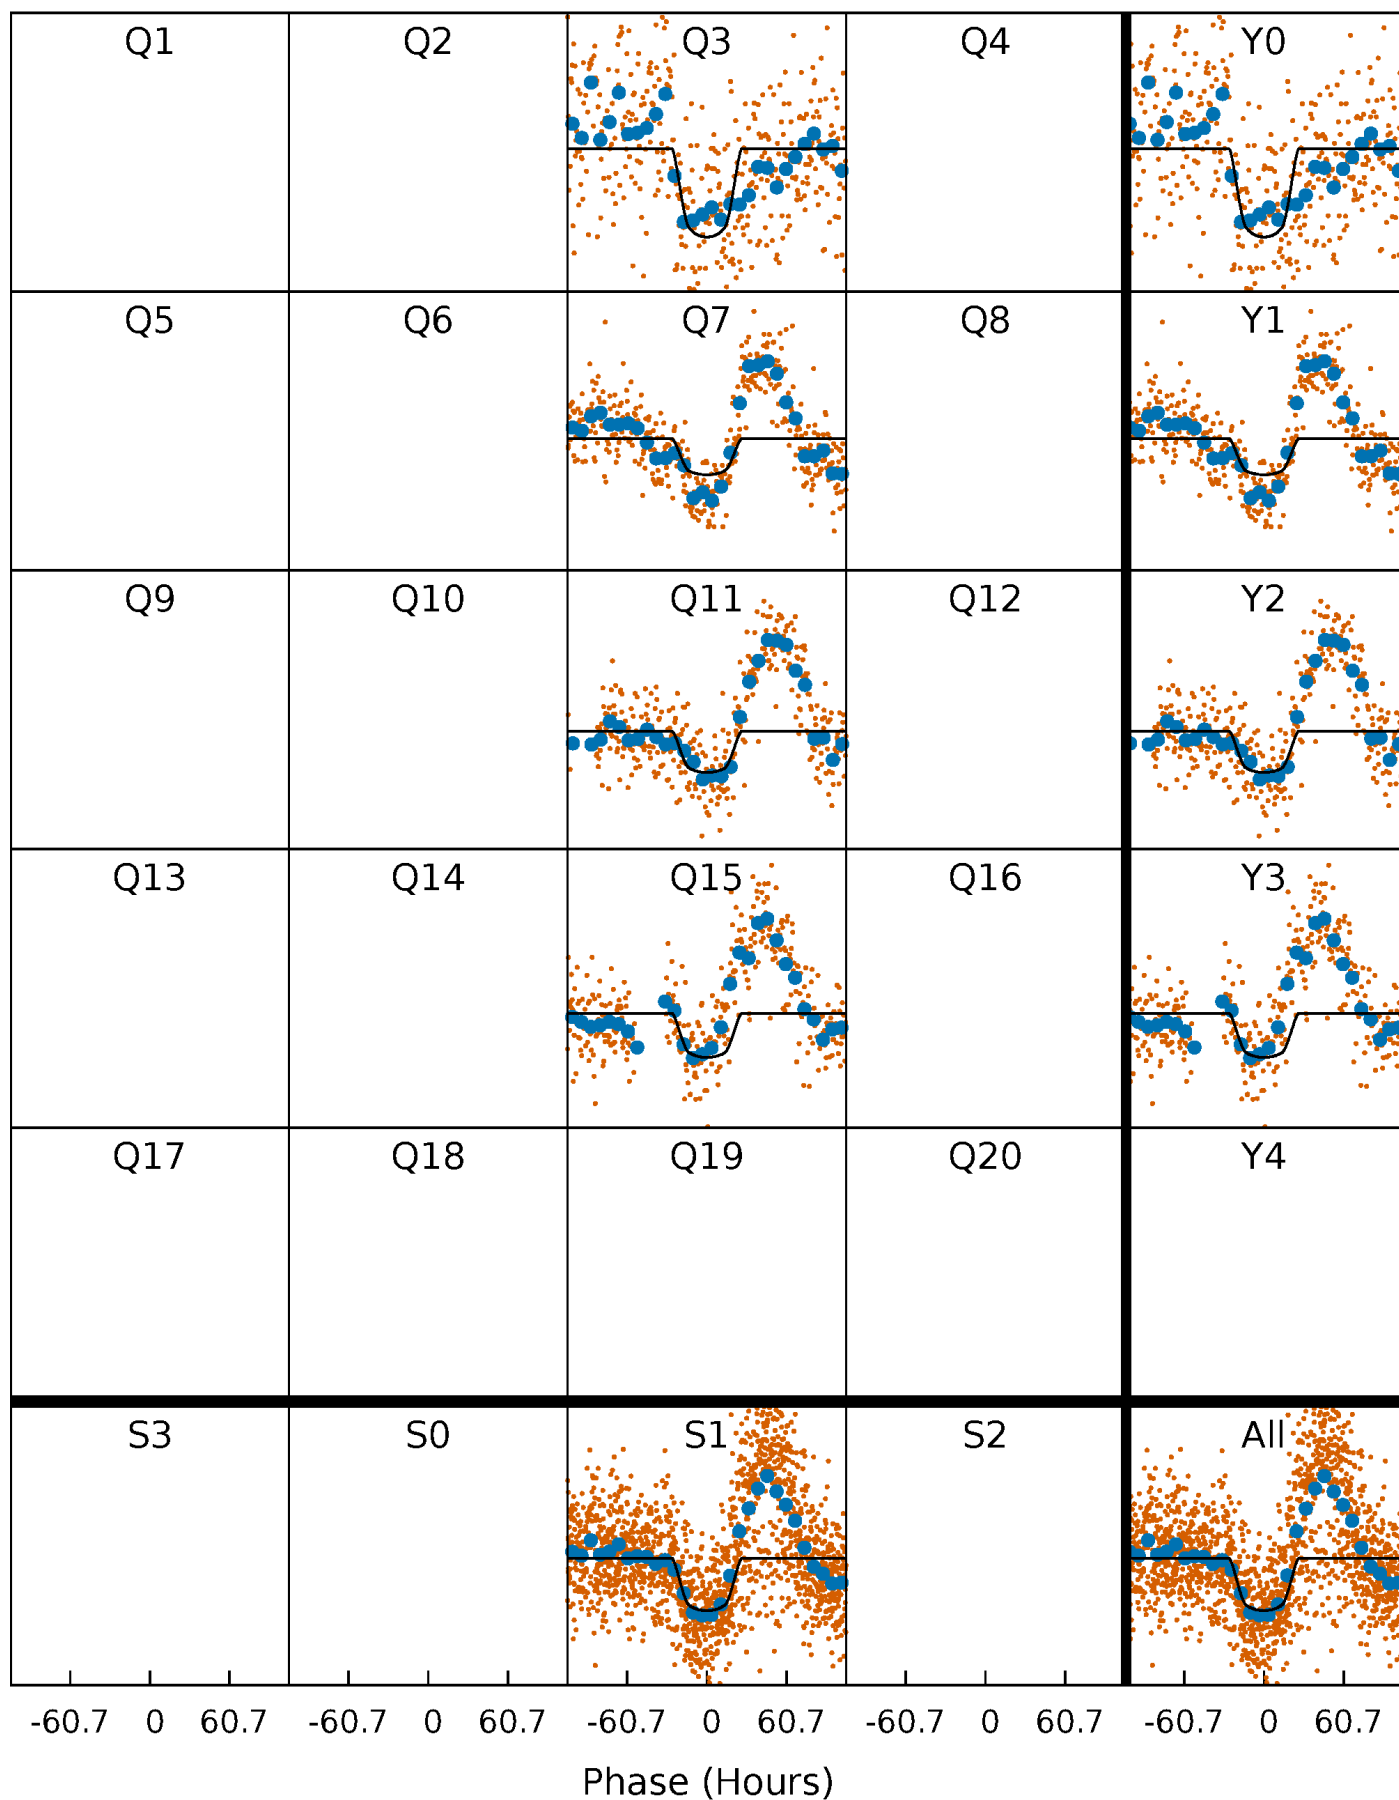 Q1 Q2 Q3 Q4 Y0
Q5 Q6 Q7 Q8 Y1
Q9 Q10 Q11 Q12 Y2
Q13 Q14 Q15 Q16 Y3
Q17 Q18 Q19 Q20 Y4
S3 S0 S1 S2 All
-60.7 0 60.7 -60.7 0 60.7 -60.7 0 60.7 -60.7 0 60.7 -60.7 0 60.7
Phase (Hours)